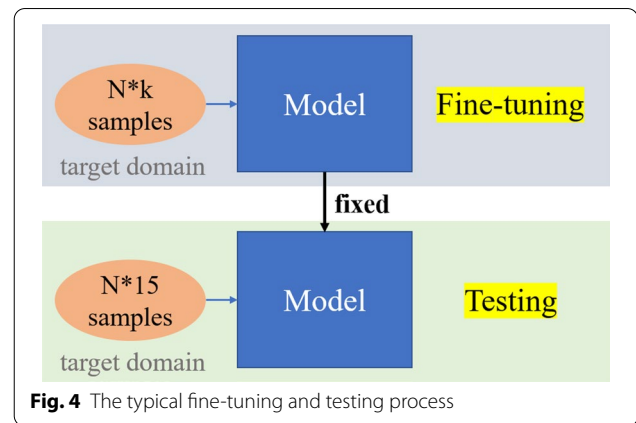 N*k
samples
target domain
Model
Fine-tuning
fixed
N*15
samples
target domain
Model
Testing
Fig. 4 The typical fine-tuning and testing process